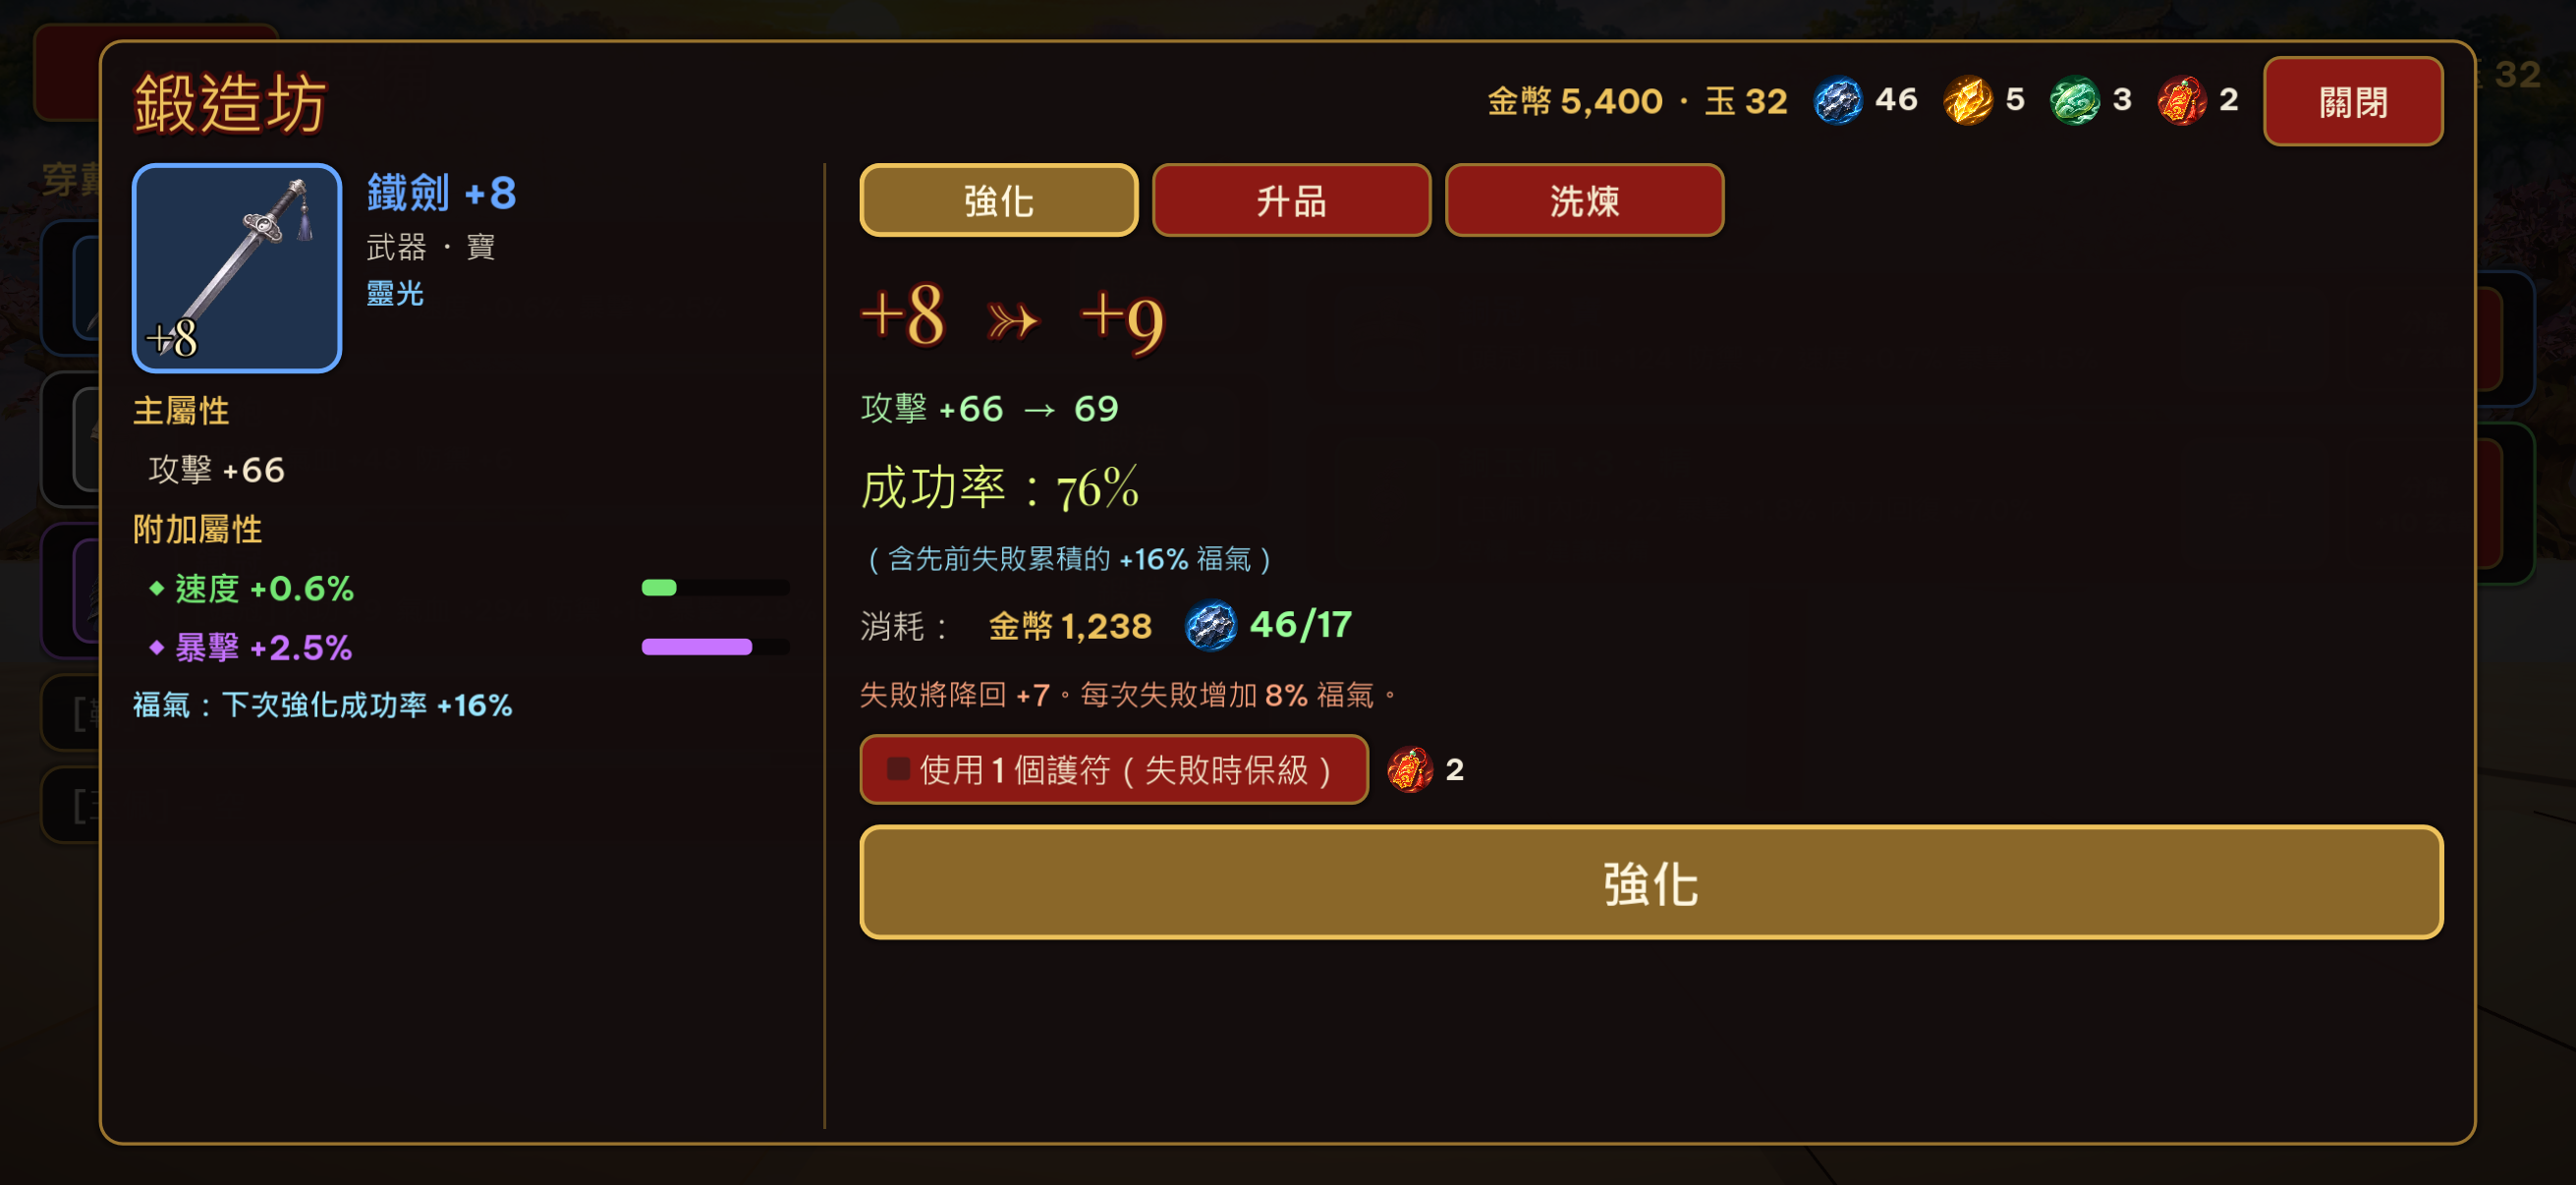 鍛造坊
金幣 5,400 · 玉 32 46 5 3 2 關閉
32
穿戴
鐵劍 +8
武器 · 寶
靈光
+8
主屬性
攻擊 +66
附加屬性
◆ 速度 +0.6%
◆ 暴擊 +2.5%
福氣：下次強化成功率 +16%
強化 升品 洗煉
+8 +9
攻擊 +66 → 69
成功率：76%
（含先前失敗累積的 +16% 福氣）
消耗： 金幣 1,238 46/17
失敗將降回 +7。每次失敗增加 8% 福氣。
使用 1 個護符（失敗時保級） 2
強化